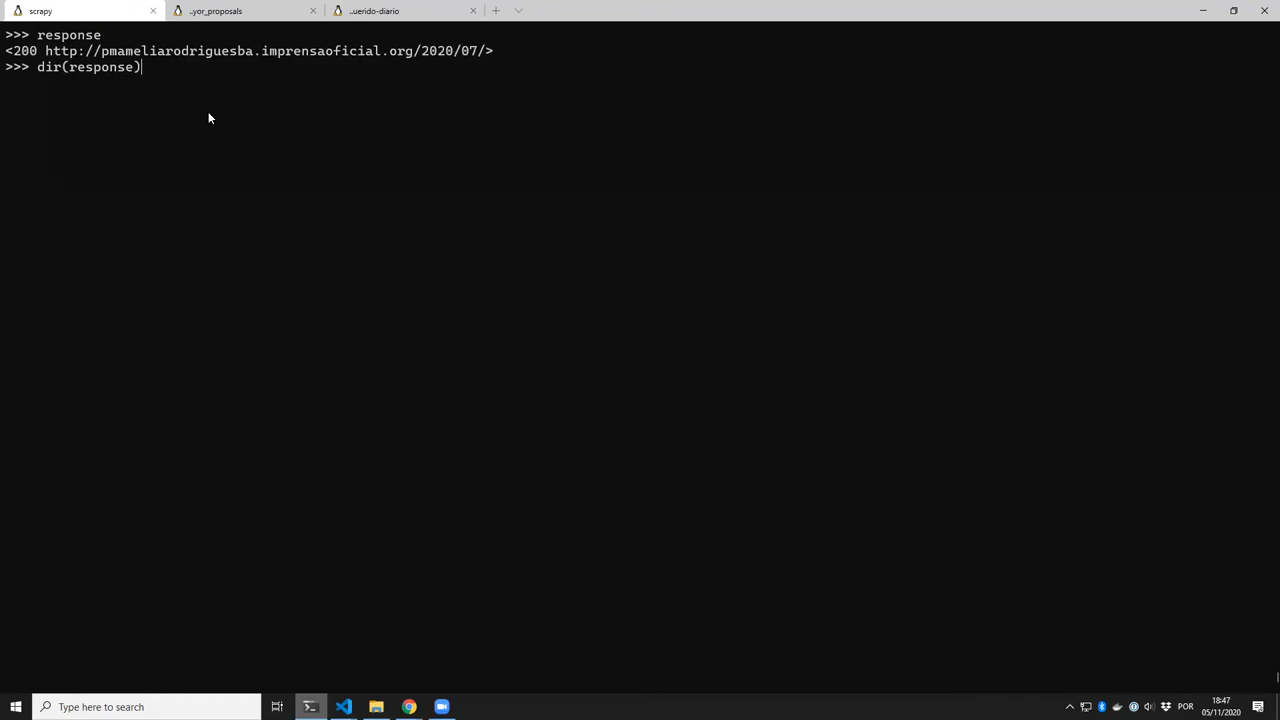 scrapy
..yor_proposals
..uerido-diario
>>> response
<200 http://pmameliarodriguesba.imprensaoficial.org/2020/07/>
>>> dir(response)
Type here to search
POR
18:47
05/11/2020